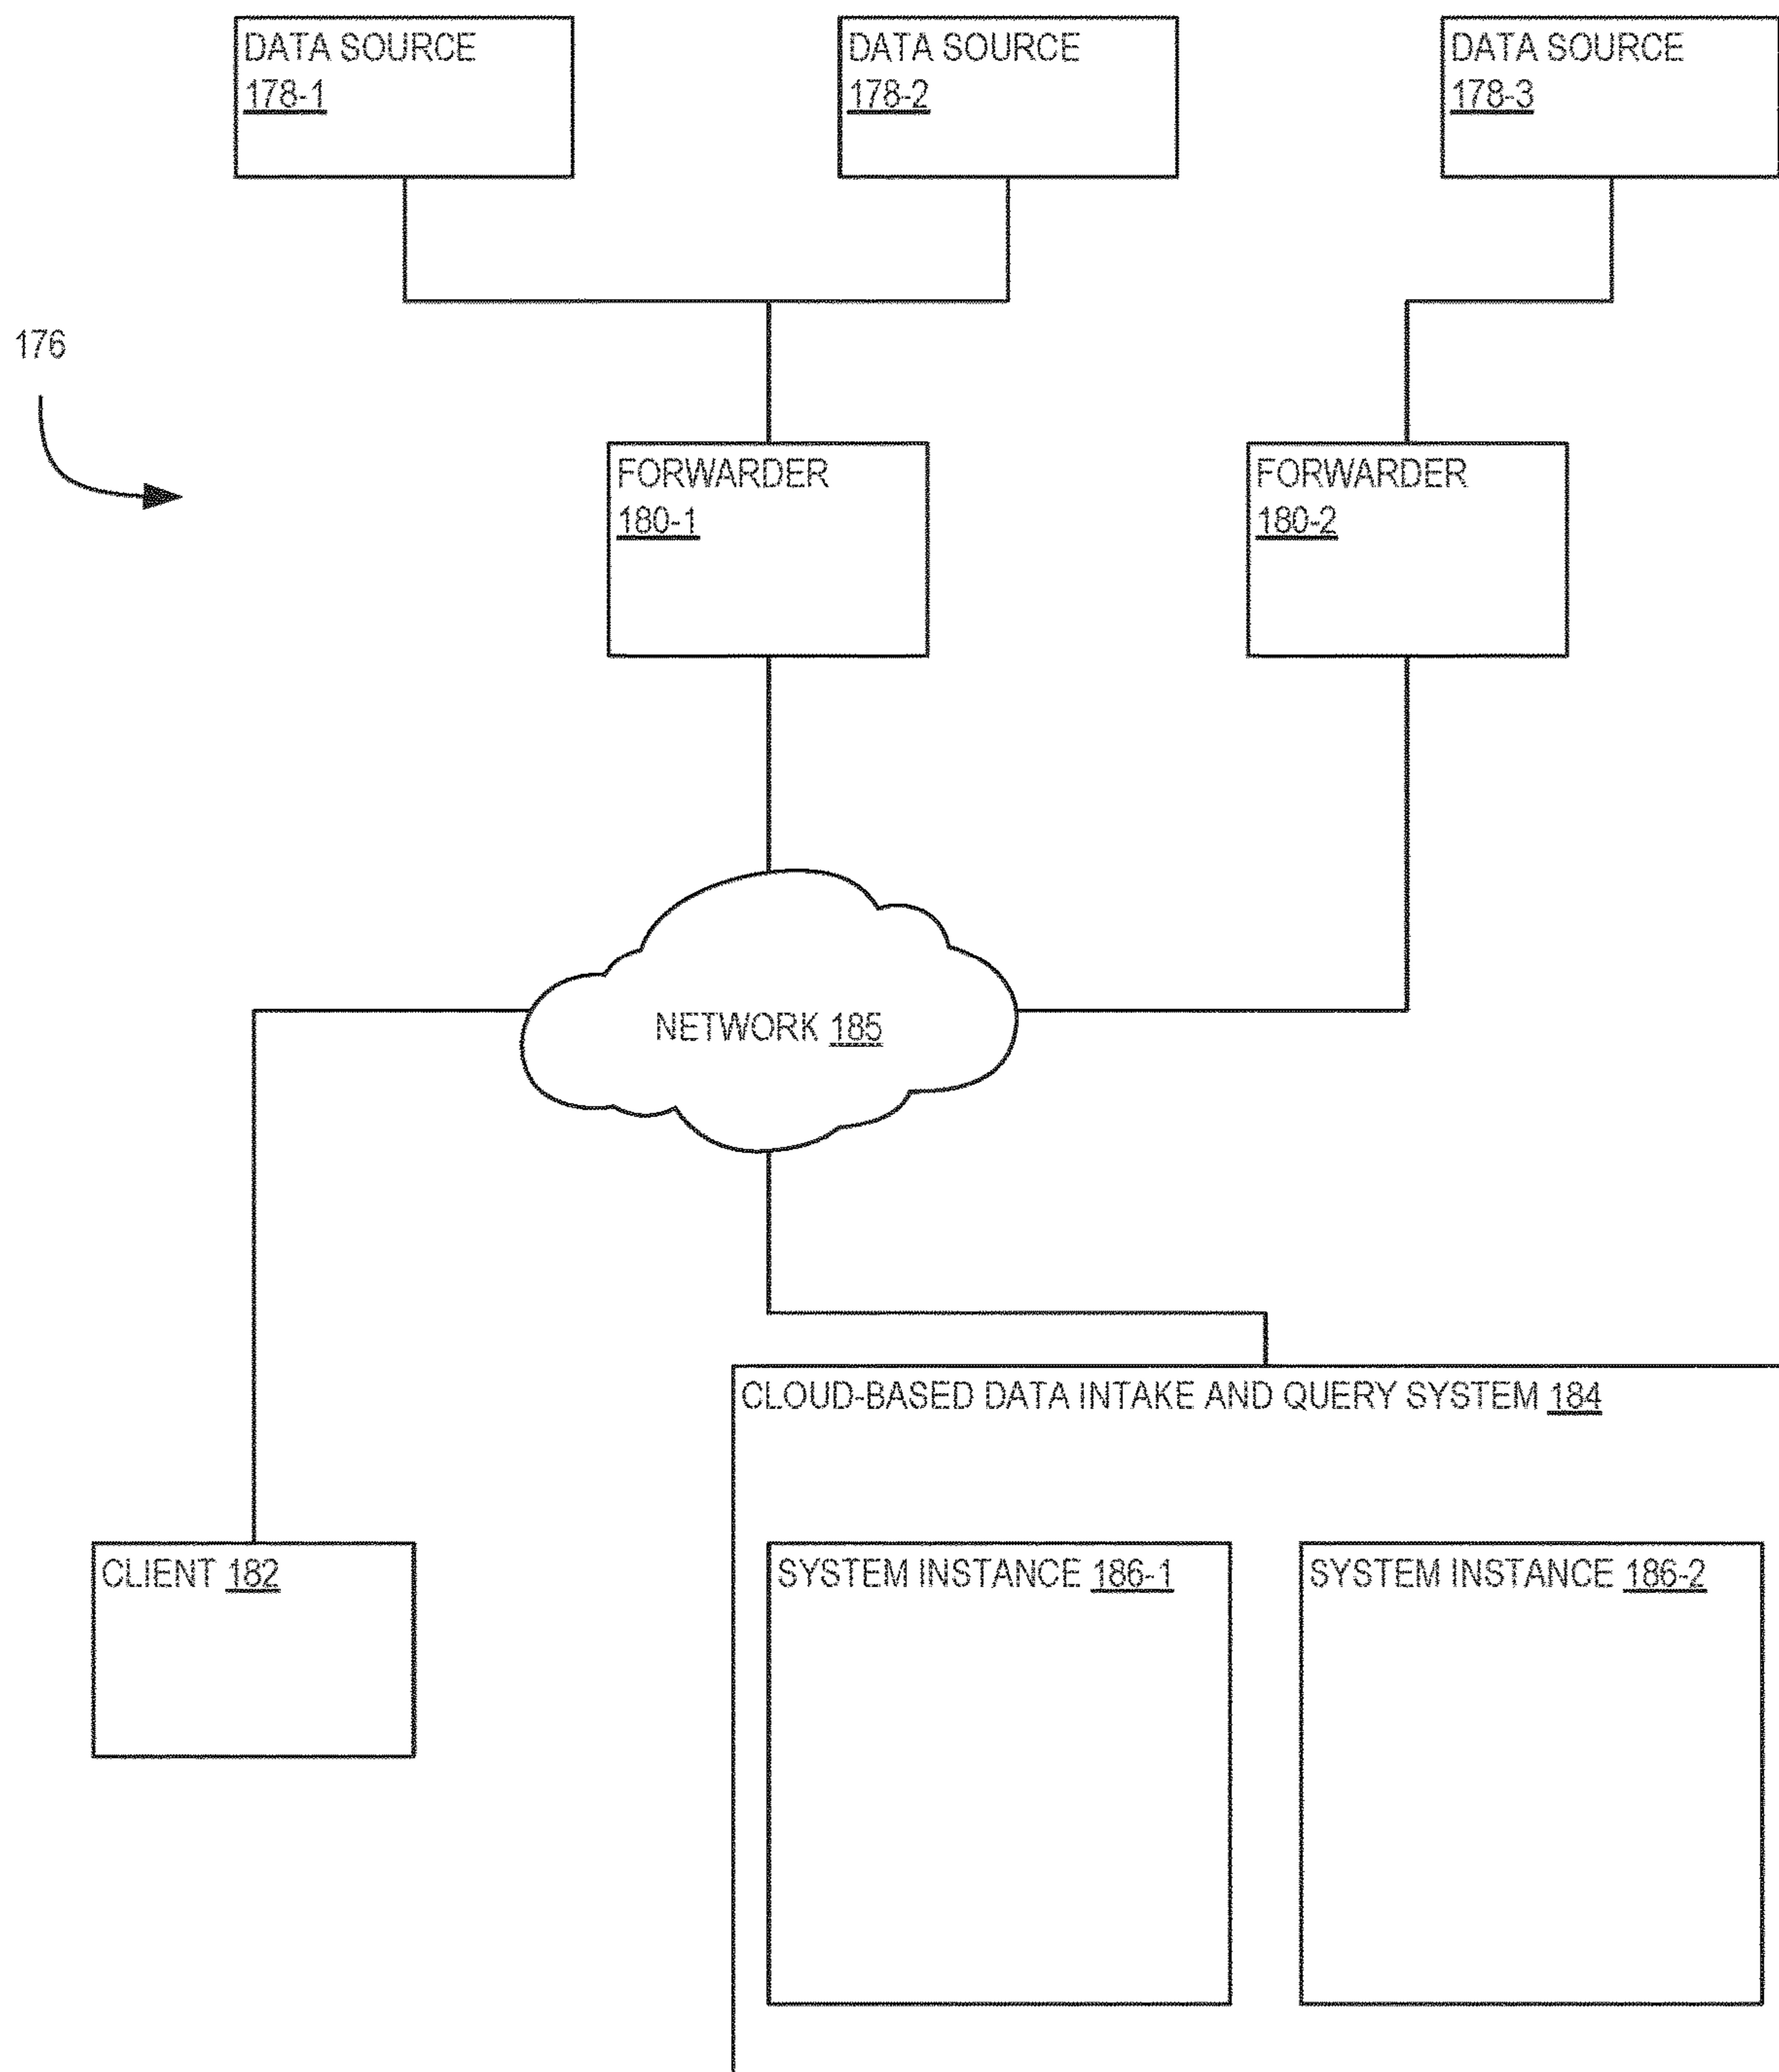 DATA SOURCE
178-1
DATA SOURCE
178-2
DATA SOURCE
178-3
176
FORWARDER
180-1
FORWARDER
180-2
NETWORK 185
CLOUD-BASED DATA INTAKE AND QUERY SYSTEM 184
CLIENT 182
SYSTEM INSTANCE 186-1
SYSTEM INSTANCE 186-2